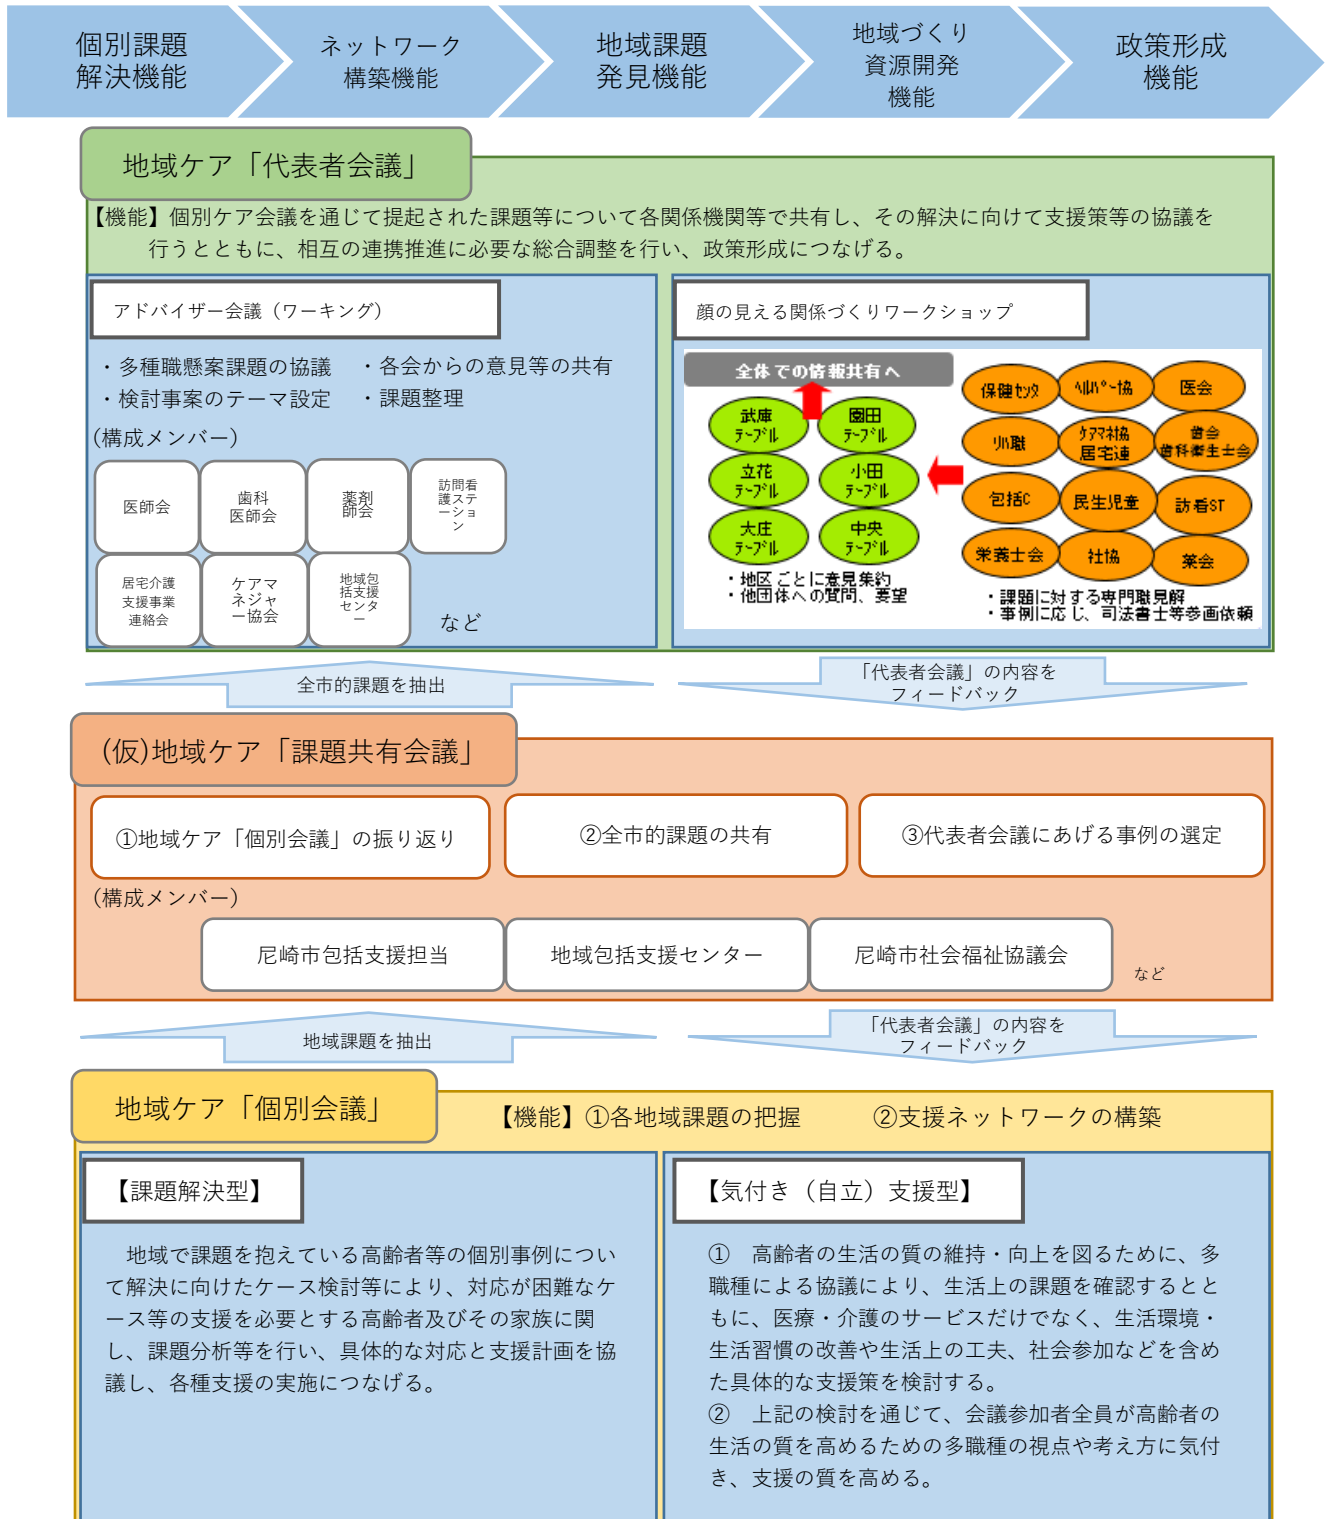 個別課題
解決機能
ネットワーク
構築機能
地域課題
発見機能
地域づくり
資源開発
機能
政策形成
機能
地域ケア「代表者会議」
【機能】個別ケア会議を通じて提起された課題等について各関係機関等で共有し、その解決に向けて支援策等の協議を
行うとともに、相互の連携推進に必要な総合調整を行い、政策形成につなげる。
アドバイザー会議（ワーキング）
・多種職懸案課題の協議　・各会からの意見等の共有
・検討事案のテーマ設定　・課題整理
(構成メンバー)
医師会
歯科
医師会
薬剤
師会
訪問看
護ステ
ーショ
ン
居宅介護
支援事業
連絡会
ケアマ
ネジャ
ー協会
地域包
括支援
センタ
ー
など
顔の見える関係づくりワークショップ
全体での情報共有へ
武庫
ﾃｰﾌﾞﾙ
園田
ﾃｰﾌﾞﾙ
立花
ﾃｰﾌﾞﾙ
小田
ﾃｰﾌﾞﾙ
大庄
ﾃｰﾌﾞﾙ
中央
ﾃｰﾌﾞﾙ
・地区ごとに意見集約
・他団体への質問、要望
保健ｾﾝﾀ
ﾍﾙﾊﾟｰ協
医会
ﾘﾊ職
ｹｱﾏﾈ協
居宅連
歯会
歯科衛生士会
包括C
民生児童
訪看ST
栄養士会
社協
薬会
・課題に対する専門職見解
・事例に応じ、司法書士等参画依頼
全市的課題を抽出
「代表者会議」の内容を
フィードバック
(仮)地域ケア「課題共有会議」
①地域ケア「個別会議」の振り返り
②全市的課題の共有
③代表者会議にあげる事例の選定
(構成メンバー)
尼崎市包括支援担当
地域包括支援センター
尼崎市社会福祉協議会
など
地域課題を抽出
「代表者会議」の内容を
フィードバック
地域ケア「個別会議」
【機能】①各地域課題の把握　②支援ネットワークの構築
【課題解決型】
地域で課題を抱えている高齢者等の個別事例につい
て解決に向けたケース検討等により、対応が困難なケ
ース等の支援を必要とする高齢者及びその家族に関
し、課題分析等を行い、具体的な対応と支援計画を協
議し、各種支援の実施につなげる。
【気付き（自立）支援型】
①　高齢者の生活の質の維持・向上を図るために、多
職種による協議により、生活上の課題を確認するとと
もに、医療・介護のサービスだけでなく、生活環境・
生活習慣の改善や生活上の工夫、社会参加などを含め
た具体的な支援策を検討する。
②　上記の検討を通じて、会議参加者全員が高齢者の
生活の質を高めるための多職種の視点や考え方に気付
き、支援の質を高める。